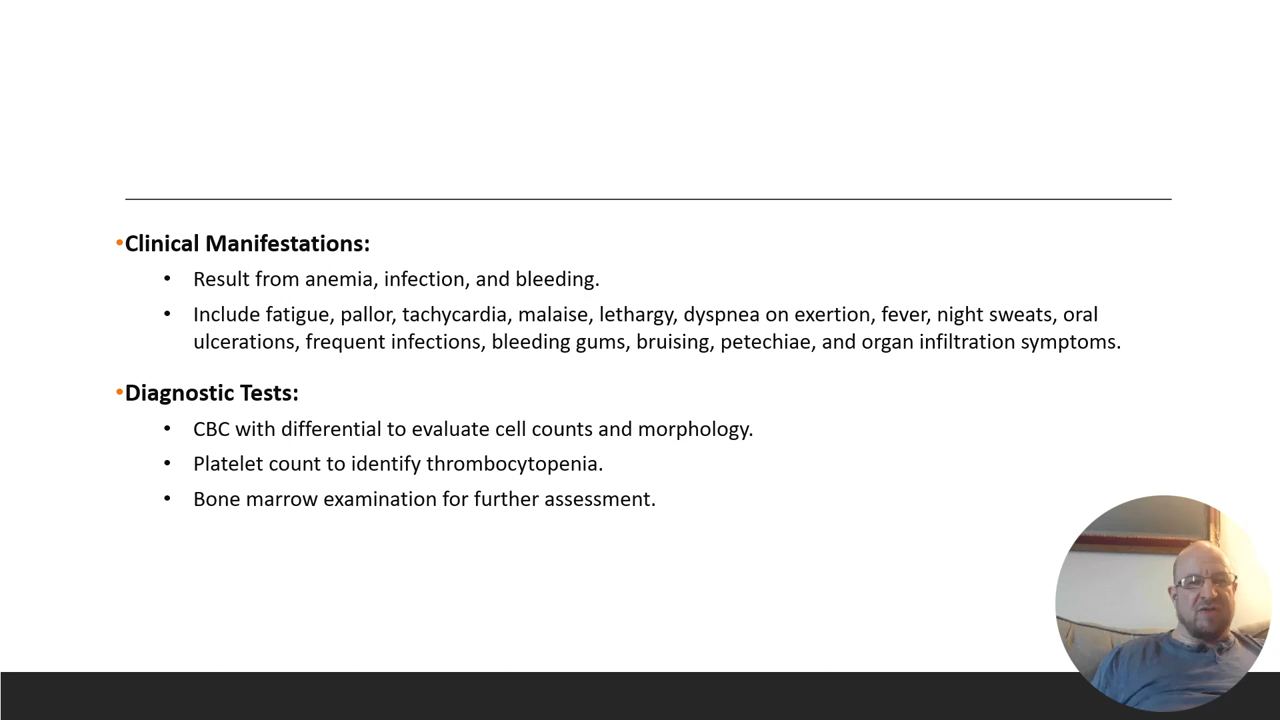 •Clinical Manifestations:
• Result from anemia, infection, and bleeding.
• Include fatigue, pallor, tachycardia, malaise, lethargy, dyspnea on exertion, fever, night sweats, oral
ulcerations, frequent infections, bleeding gums, bruising, petechiae, and organ infiltration symptoms.
•Diagnostic Tests:
• CBC with differential to evaluate cell counts and morphology.
• Platelet count to identify thrombocytopenia.
• Bone marrow examination for further assessment.